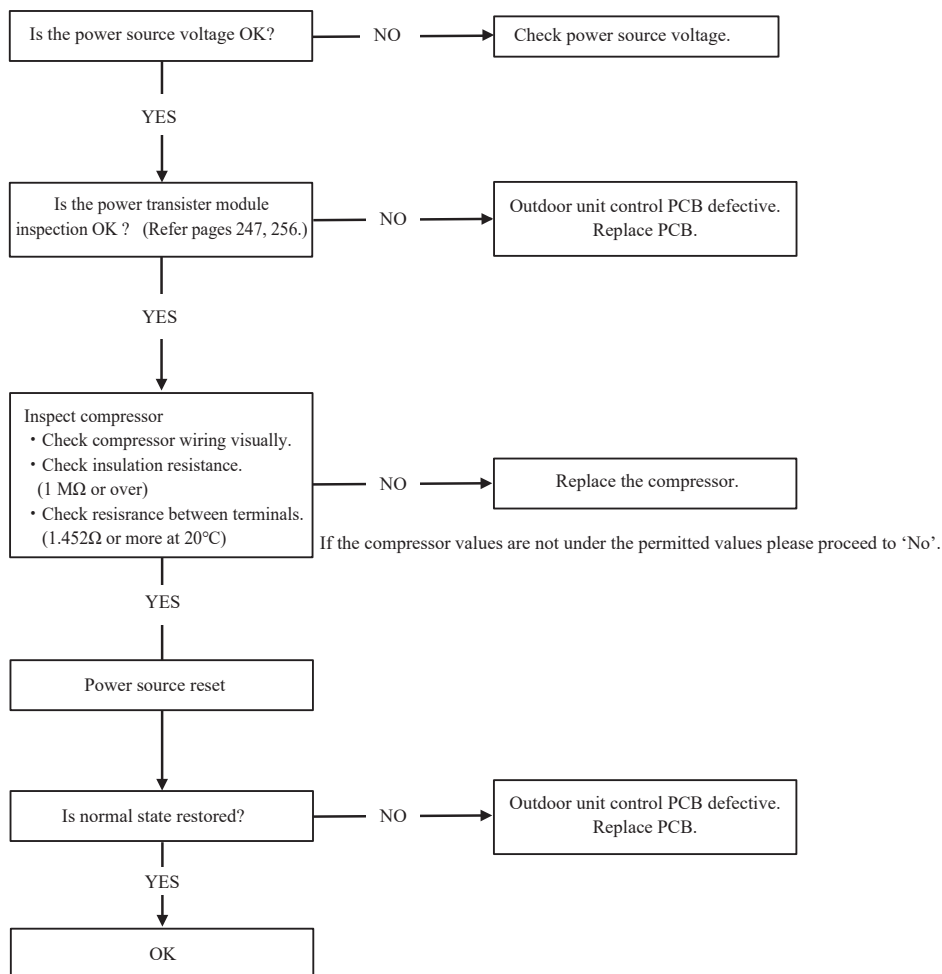 Is the power source voltage OK?
NO
Check power source voltage.
YES
Is the power transister module
inspection OK ? (Refer pages 247, 256.)
NO
Outdoor unit control PCB defective.
Replace PCB.
YES
Inspect compressor
・Check compressor wiring visually.
・Check insulation resistance.
(1 MΩ or over)
・Check resisrance between terminals.
(1.452Ω or more at 20℃)
NO
Replace the compressor.
If the compressor values are not under the permitted values please proceed to ‘No’.
YES
Power source reset
Is normal state restored?
NO
Outdoor unit control PCB defective.
Replace PCB.
YES
OK